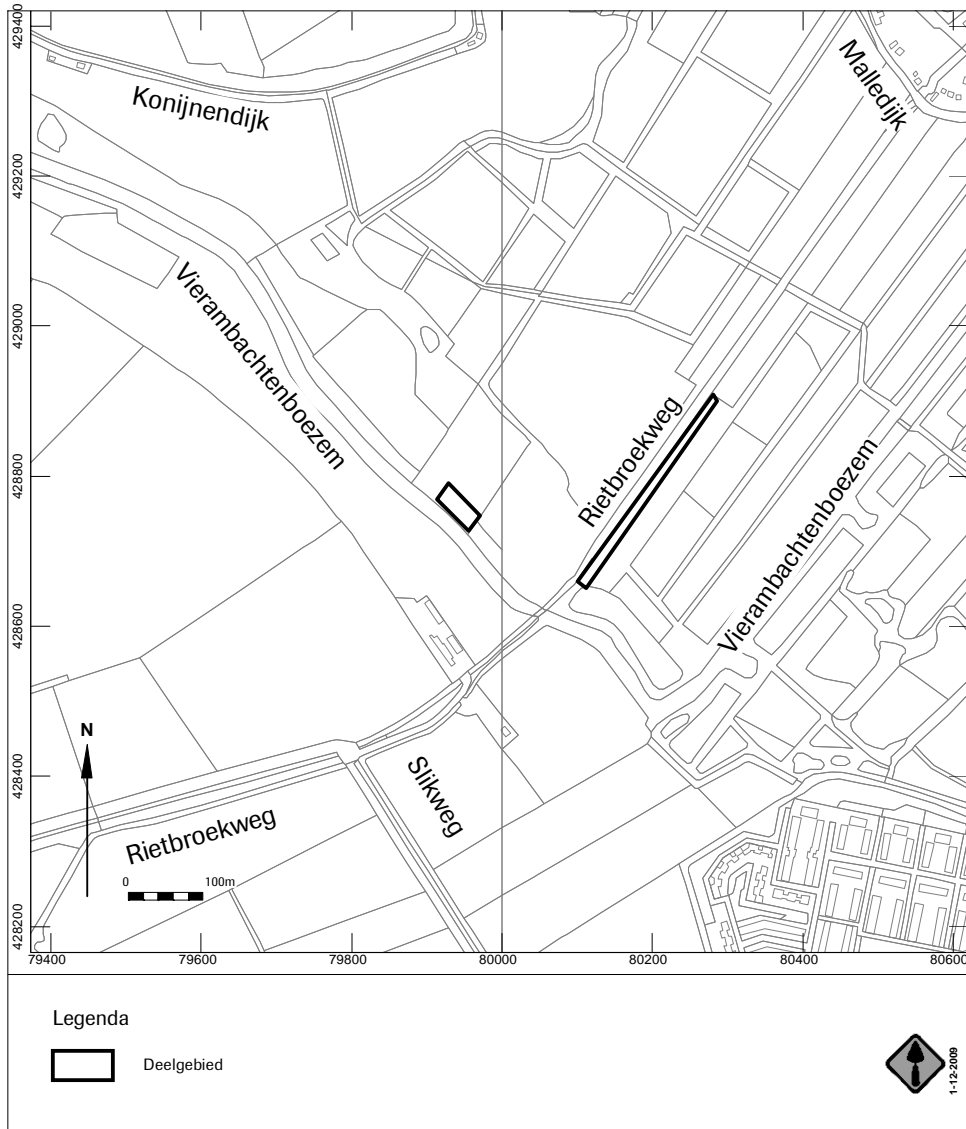 429400
Konijnendijk
Malledijk
429200
Vierambachtenboezem
429000
Rietbroekweg
428800
Vierambachtenboezem
428600
N
Slikweg
428400
Rietbroekweg
0 100m
428200
79400 79600 79800 80000 80200 80400 80600
Legenda
Deelgebied
1-12-2009